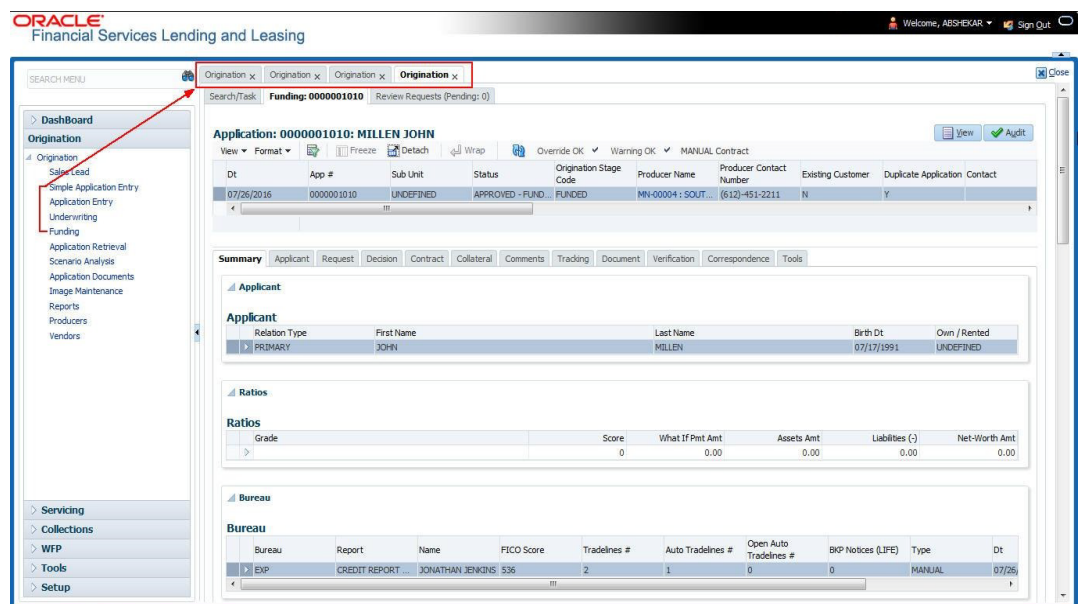 ORACLE
Financial Services Lending and Leasing
Welcome, ABSHEKAR Sign Out
SEARCH MENU
Origination x Origination x Origination x Origination x
Close
Search/Task Funding: 0000001010 Review Requests (Pending: 0)
DashBoard
Origination
Origination
Sales Lead
Simple Application Entry
Application Entry
Underwriting
Funding
Application Retrieval
Scenario Analysis
Application Documents
Image Maintenance
Reports
Producers
Vendors
Servicing
Collections
WFP
Tools
Setup
Application: 0000001010: MILLEN JOHN
View Audit
View Format Freeze Detach Wrap Override OK Warning OK MANUAL Contract
Dt App # Sub Unit Status Origination Stage Code Producer Name Producer Contact Number Existing Customer Duplicate Application Contact
07/26/2016 0000001010 UNDEFINED APPROVED - FUND... FUNDED MN-00004 : SOUT... (612)-451-2211 N Y
Summary Applicant Request Decision Contract Collateral Comments Tracking Document Verification Correspondence Tools
Applicant
Applicant
Relation Type First Name Last Name Birth Dt Own / Rented
PRIMARY JOHN MILLEN 07/17/1991 UNDEFINED
Ratios
Ratios
Grade Score What If Pmt Amt Assets Amt Liabilities (-) Net-Worth Amt
0 0.00 0.00 0.00 0.00
Bureau
Bureau
Bureau Report Name FICO Score Tradelines # Auto Tradelines # Open Auto Tradelines # BKP Notices (LIFE) Type Dt
EXP CREDIT REPORT ... JONATHAN JENKINS 536 2 1 0 0 MANUAL 07/26/